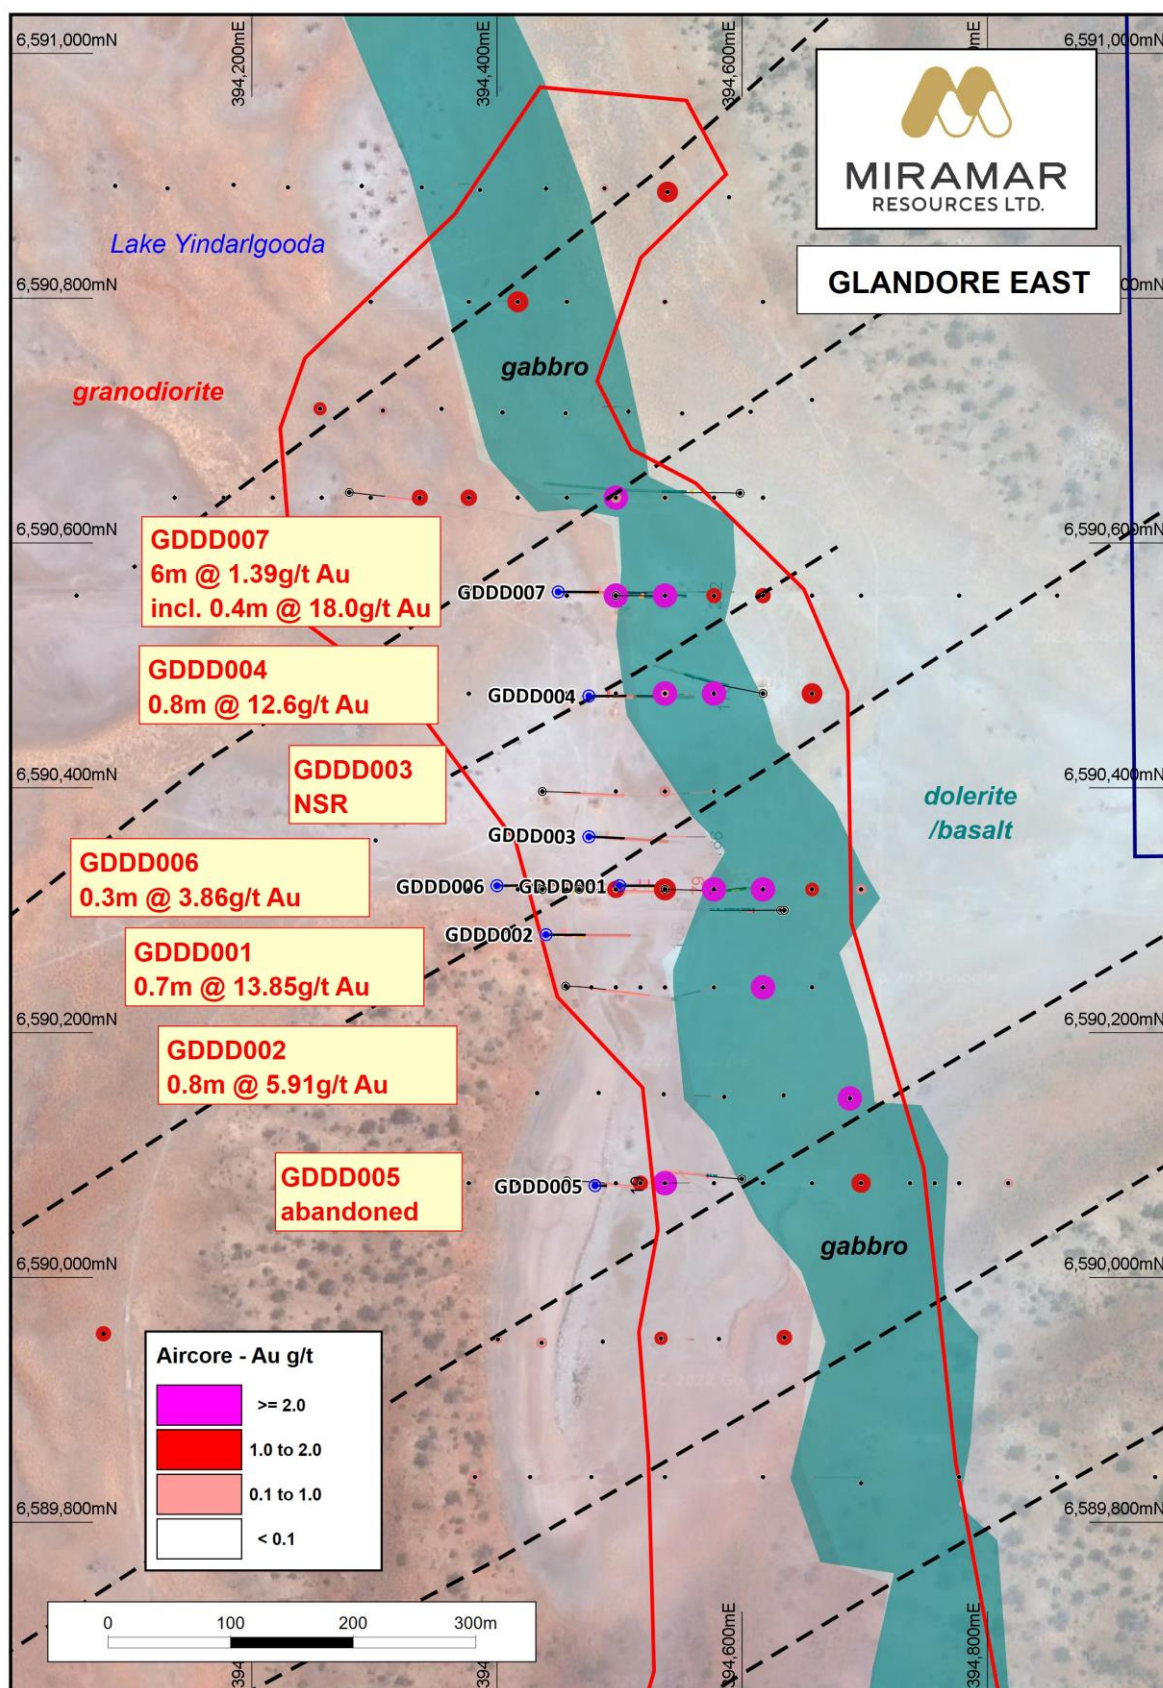 6,591,000mN
394,200mE
394,400mE
394,600mE
6,591,000mN
MIRAMAR
RESOURCES LTD.
GLANDORE EAST
Lake Yindarlgooda
6,590,800mN
gabbro
granodiorite
6,590,600mN
6,590,600mN
GDDD007
6m @ 1.39g/t Au
incl. 0.4m @ 18.0g/t Au
GDDD007
GDDD004
0.8m @ 12.6g/t Au
GDDD004
GDDD003
NSR
6,590,400mN
6,590,400mN
dolerite
/basalt
GDDD003
GDDD006
0.3m @ 3.86g/t Au
GDDD006
GDDD001
GDDD002
GDDD001
0.7m @ 13.85g/t Au
6,590,200mN
6,590,200mN
GDDD002
0.8m @ 5.91g/t Au
GDDD005
abandoned
GDDD005
gabbro
6,590,000mN
6,590,000mN
Aircore - Au g/t
>= 2.0
1.0 to 2.0
0.1 to 1.0
< 0.1
6,589,800mN
6,589,800mN
0 100 200 300m
394,600mE
394,800mE